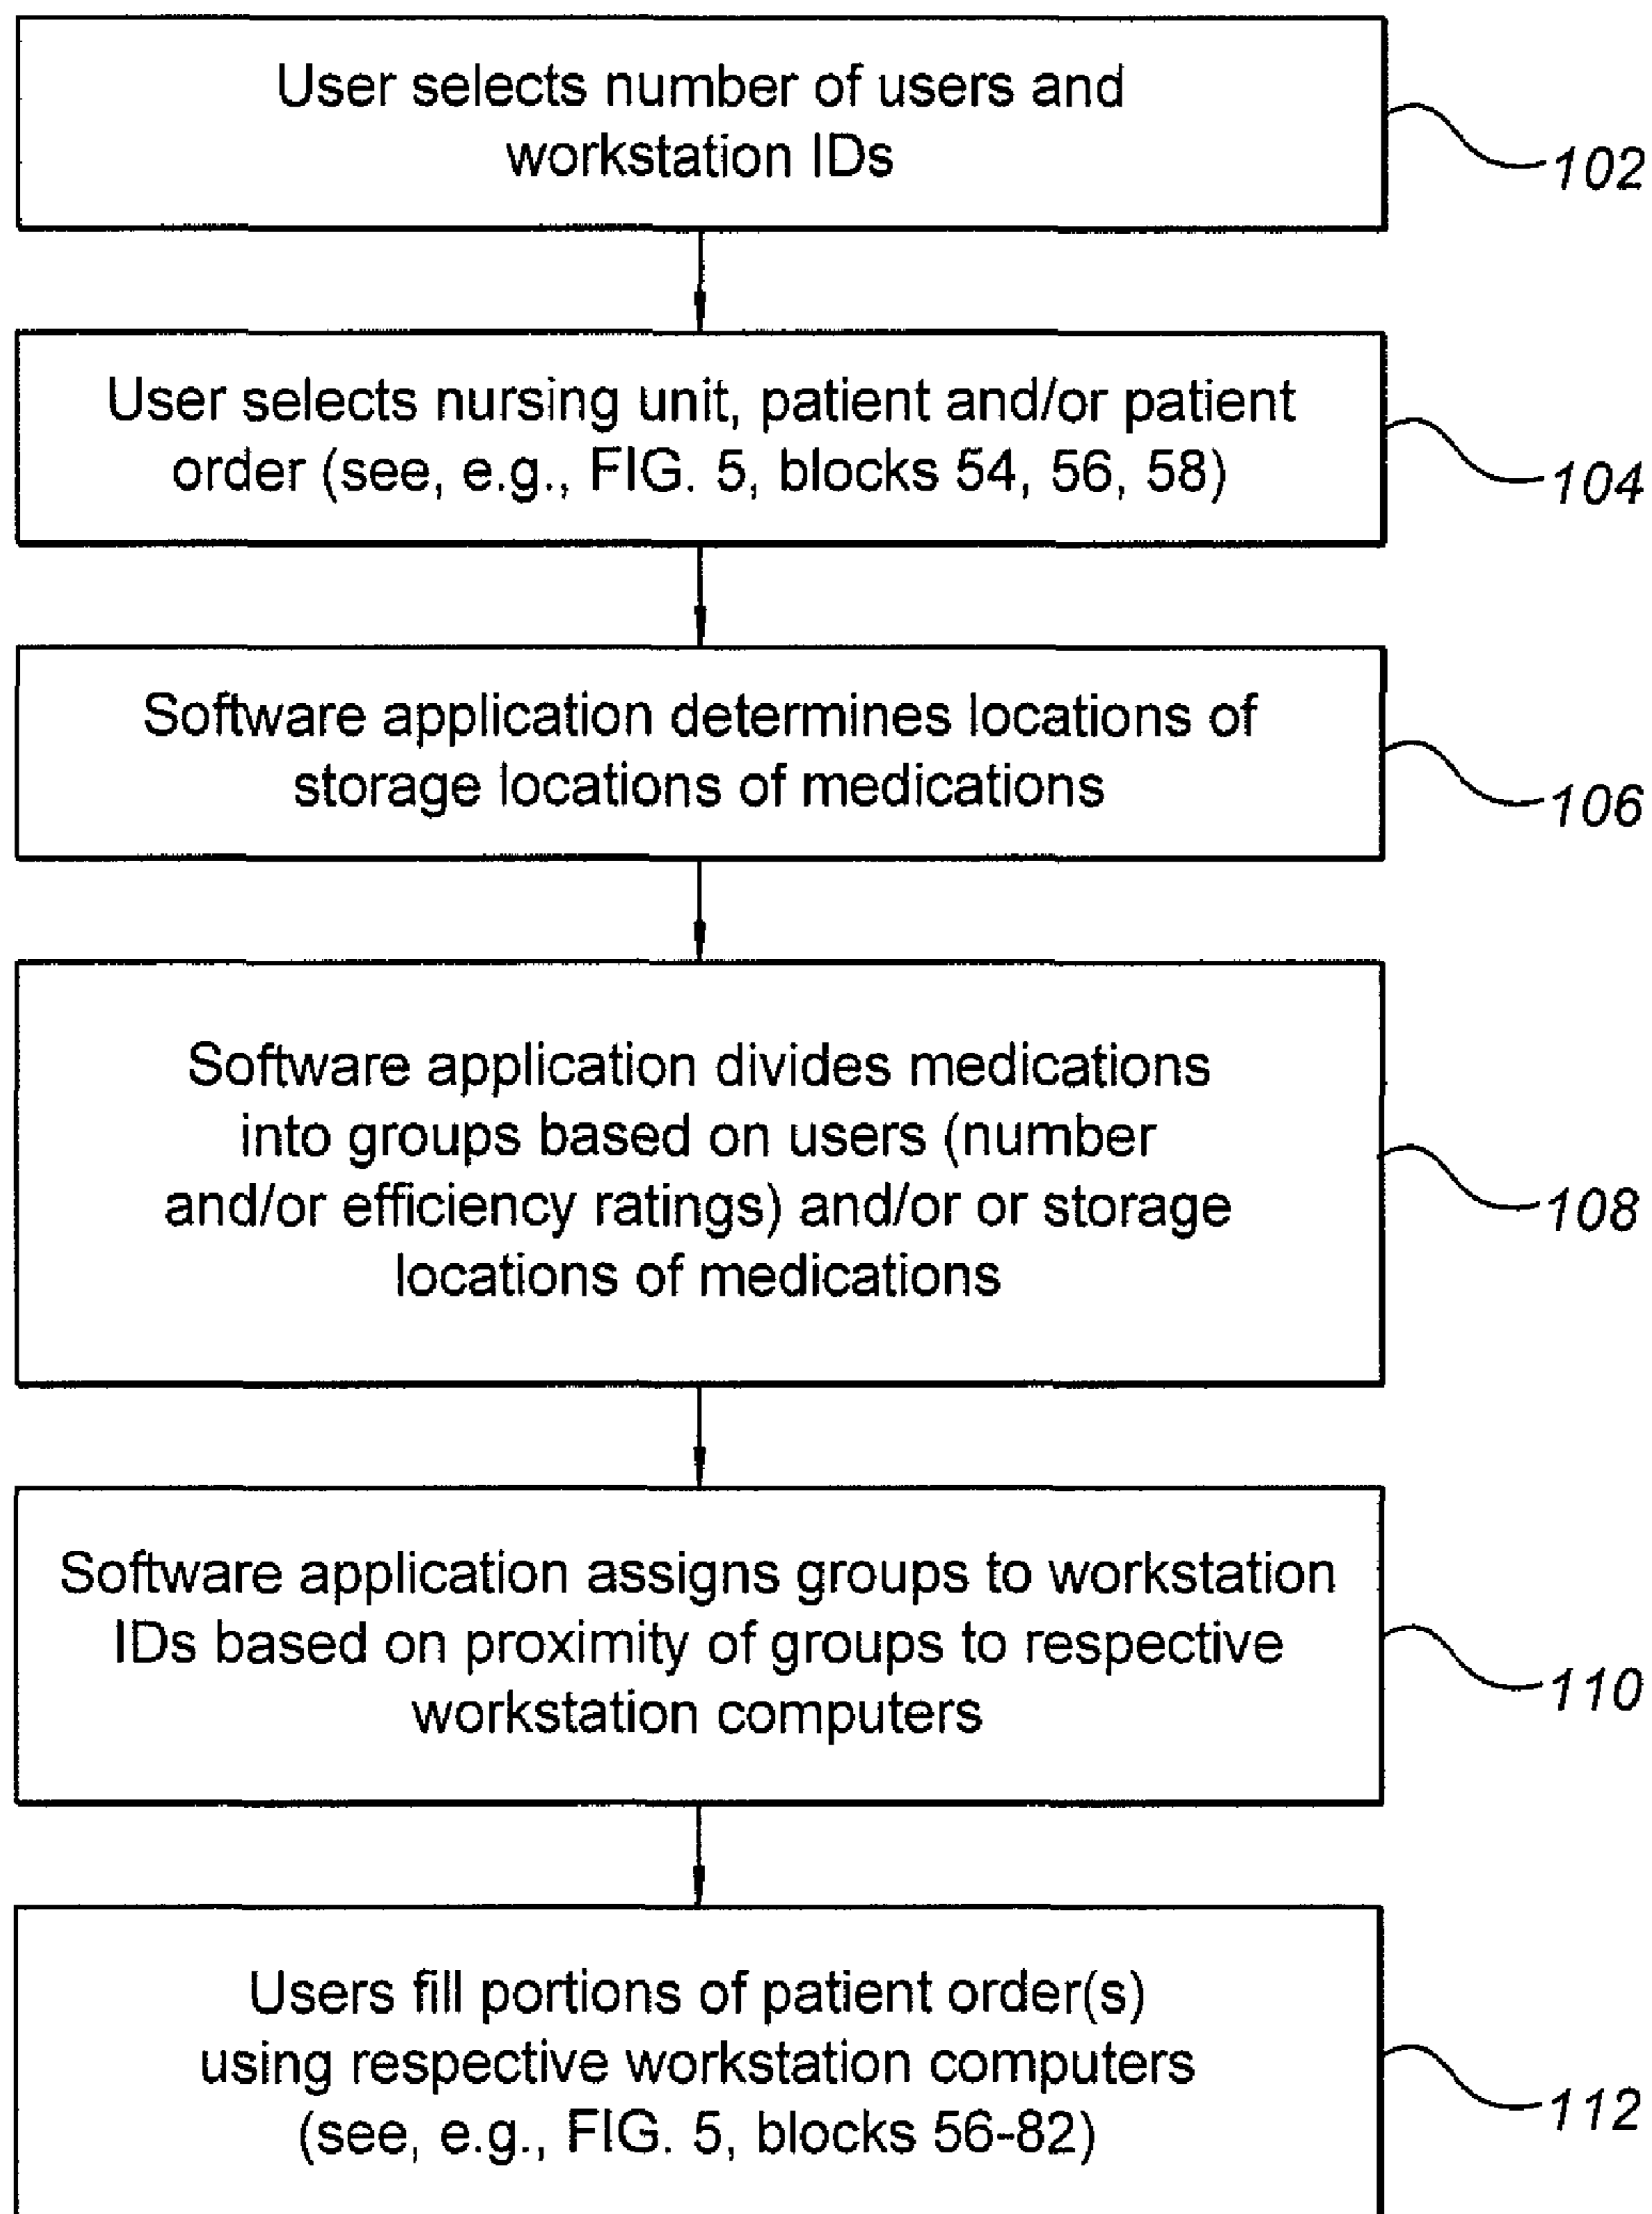 User selects number of users and
workstation IDs
102
User selects nursing unit, patient and/or patient
order (see, e.g., FIG. 5, blocks 54, 56, 58)
104
Software application determines locations of
storage locations of medications
106
Software application divides medications
into groups based on users (number
and/or efficiency ratings) and/or or storage
locations of medications
108
Software application assigns groups to workstation
IDs based on proximity of groups to respective
workstation computers
110
Users fill portions of patient order(s)
using respective workstation computers
(see, e.g., FIG. 5, blocks 56-82)
112